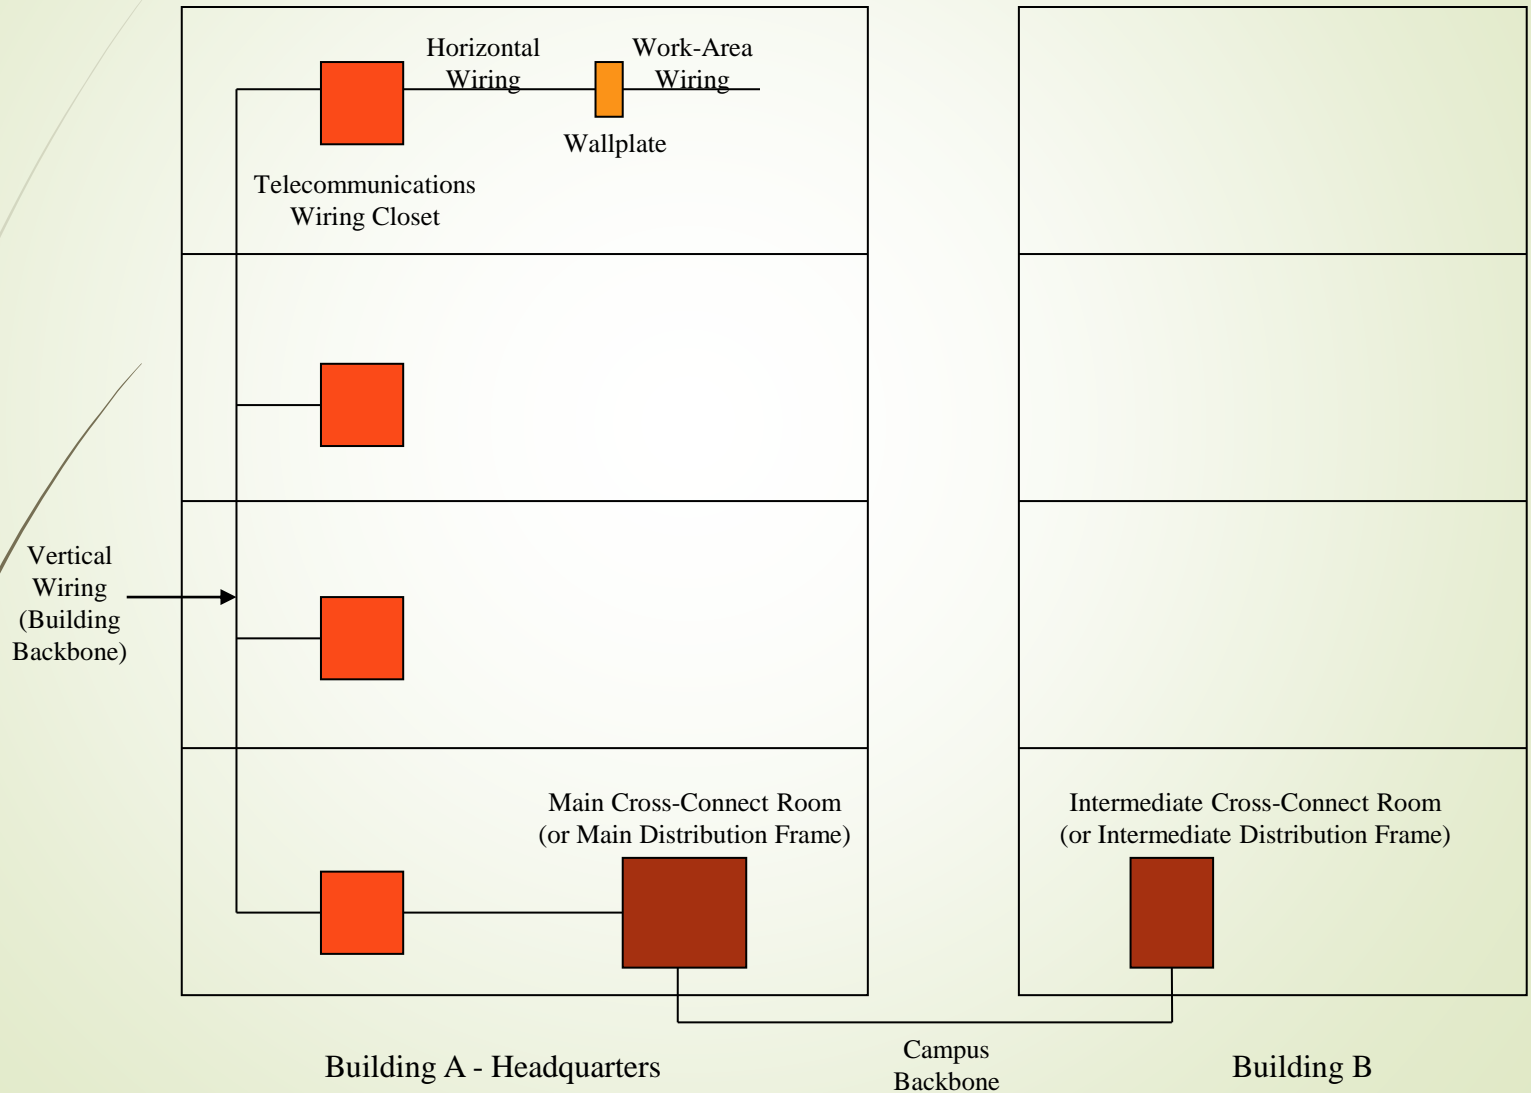 Horizontal
Wiring
Work-Area
Wiring
Wallplate
Telecommunications
Wiring Closet
Vertical
Wiring
(Building
Backbone)
Main Cross-Connect Room
(or Main Distribution Frame)
Intermediate Cross-Connect Room
(or Intermediate Distribution Frame)
Building A - Headquarters
Campus
Backbone
Building B